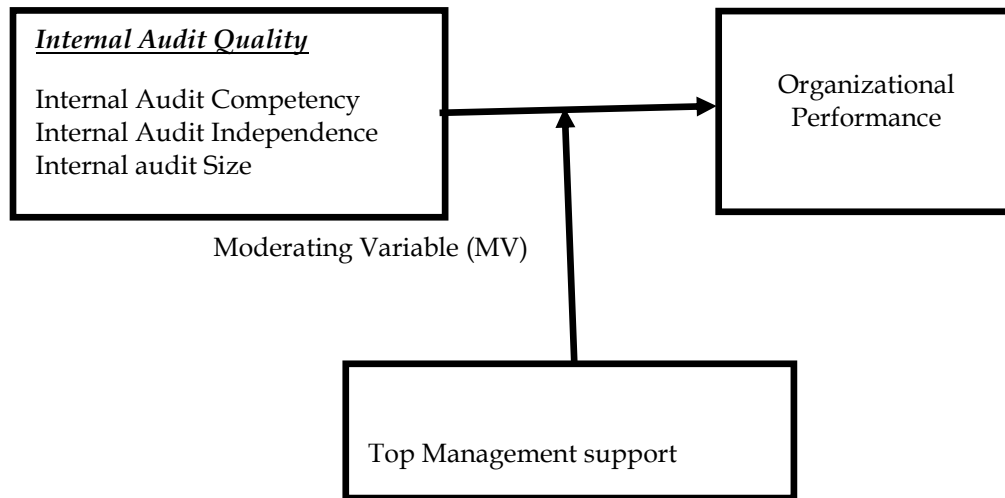 Internal Audit Quality
Internal Audit Competency
Internal Audit Independence
Internal audit Size
Organizational
Performance
Moderating Variable (MV)
Top Management support